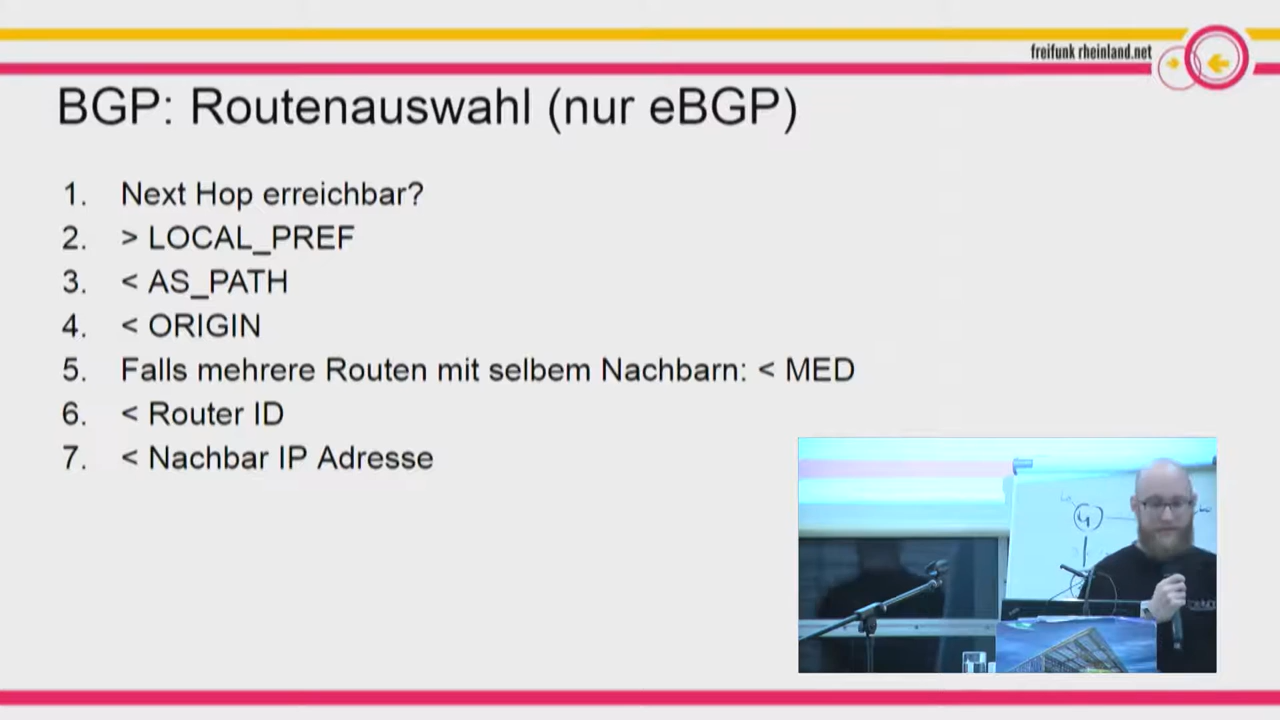 freifunk rheinland.net
BGP: Routenauswahl (nur eBGP)
1. Next Hop erreichbar?
2. > LOCAL_PREF
3. < AS_PATH
4. < ORIGIN
5. Falls mehrere Routen mit selbem Nachbarn: < MED
6. < Router ID
7. < Nachbar IP Adresse